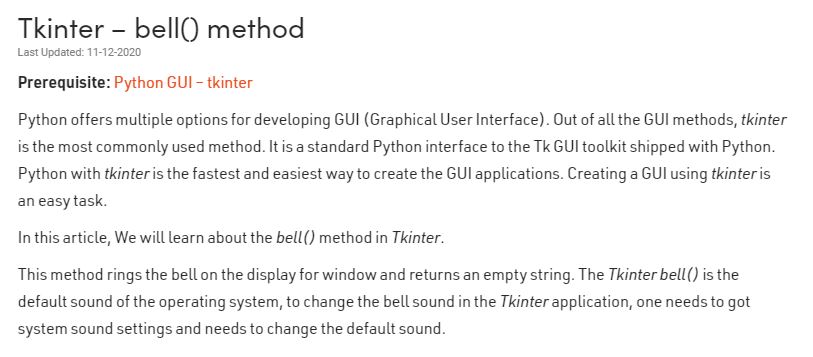 Tkinter – bell() method
Last Updated: 11-12-2020
Prerequisite: Python GUI – tkinter
Python offers multiple options for developing GUI (Graphical User Interface). Out of all the GUI methods, tkinter
is the most commonly used method. It is a standard Python interface to the Tk GUI toolkit shipped with Python.
Python with tkinter is the fastest and easiest way to create the GUI applications. Creating a GUI using tkinter is
an easy task.
In this article, We will learn about the bell() method in Tkinter.
This method rings the bell on the display for window and returns an empty string. The Tkinter bell() is the
default sound of the operating system, to change the bell sound in the Tkinter application, one needs to got
system sound settings and needs to change the default sound.